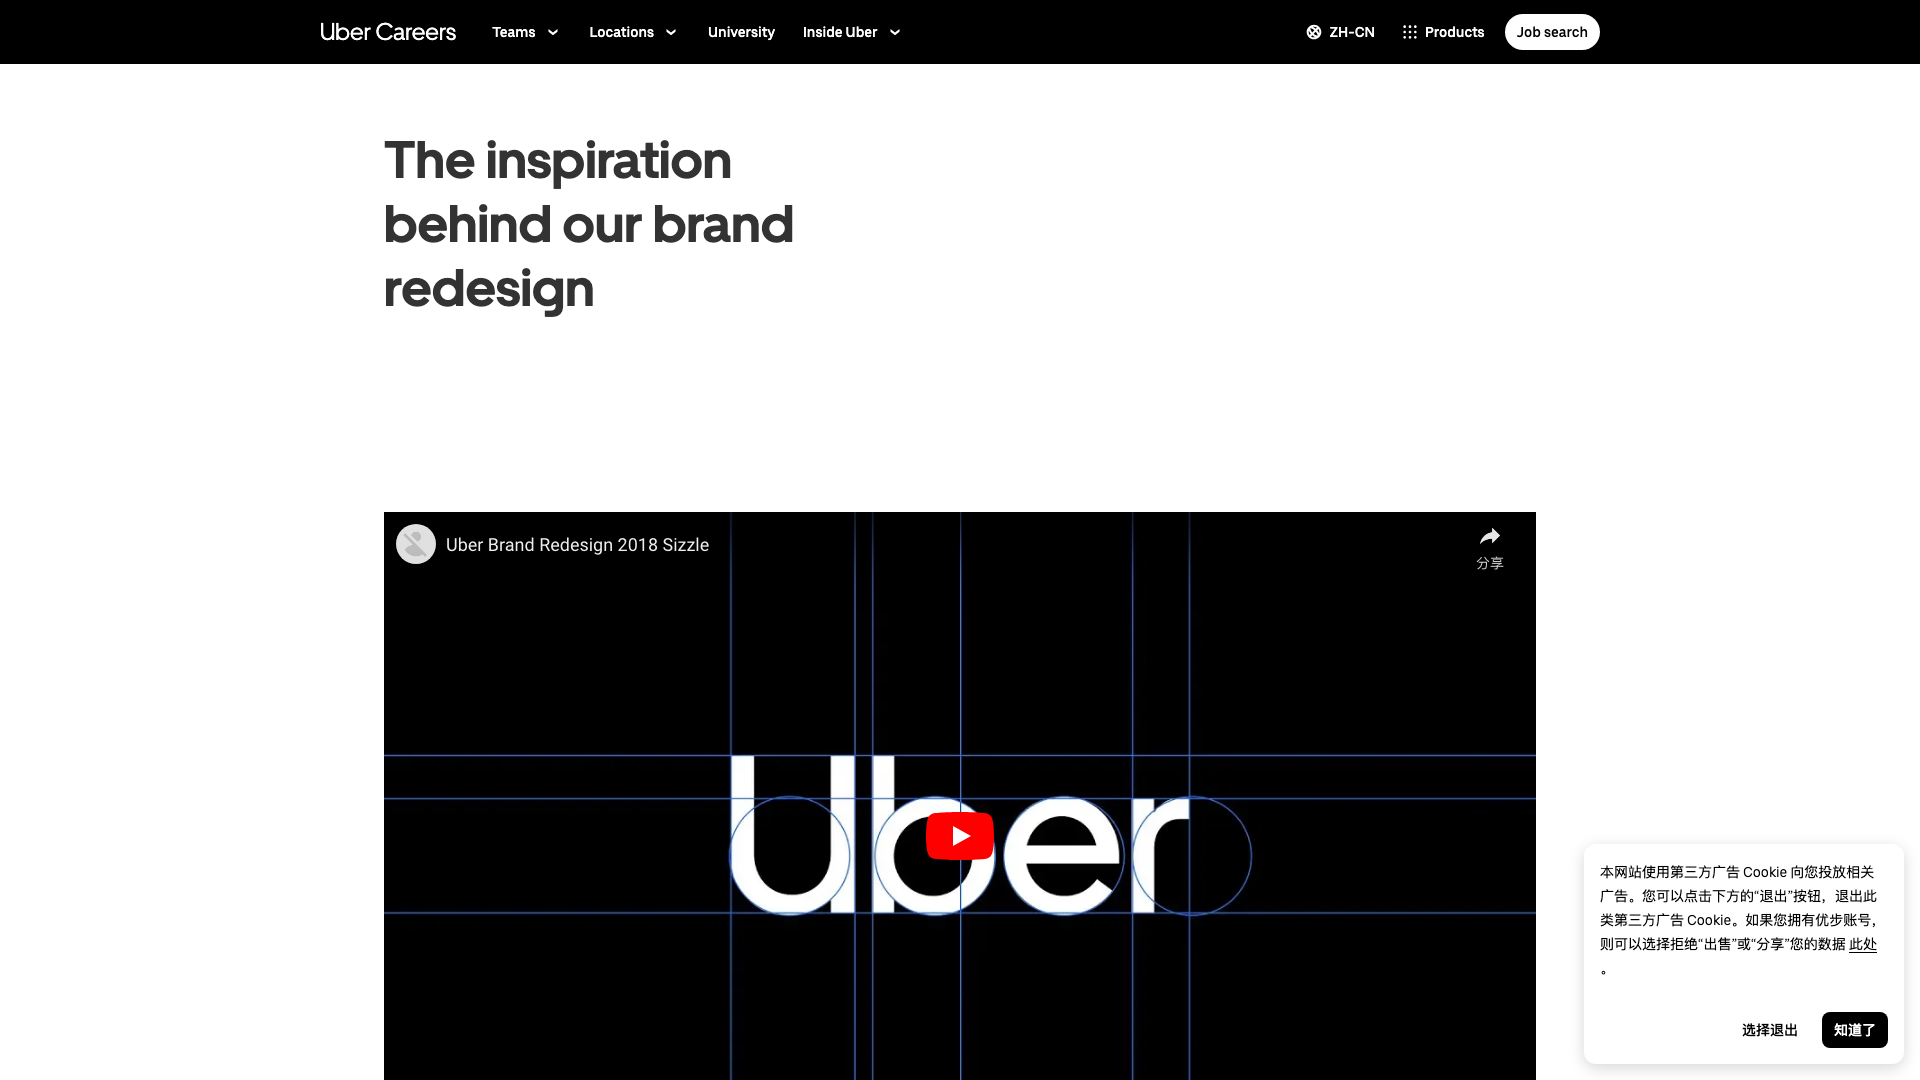 Uber Careers
Teams
Locations
University
Inside Uber
ZH-CN
Products
Job search
The inspiration
behind our brand
redesign
Uber Brand Redesign 2018 Sizzle
分享
Uber
本网站使用第三方广告 Cookie 向您投放相关
广告。您可以点击下方的“退出”按钮，退出此
类第三方广告 Cookie。如果您拥有优步账号，
则可以选择拒绝“出售”或“分享”您的数据 此处
。
选择退出
知道了